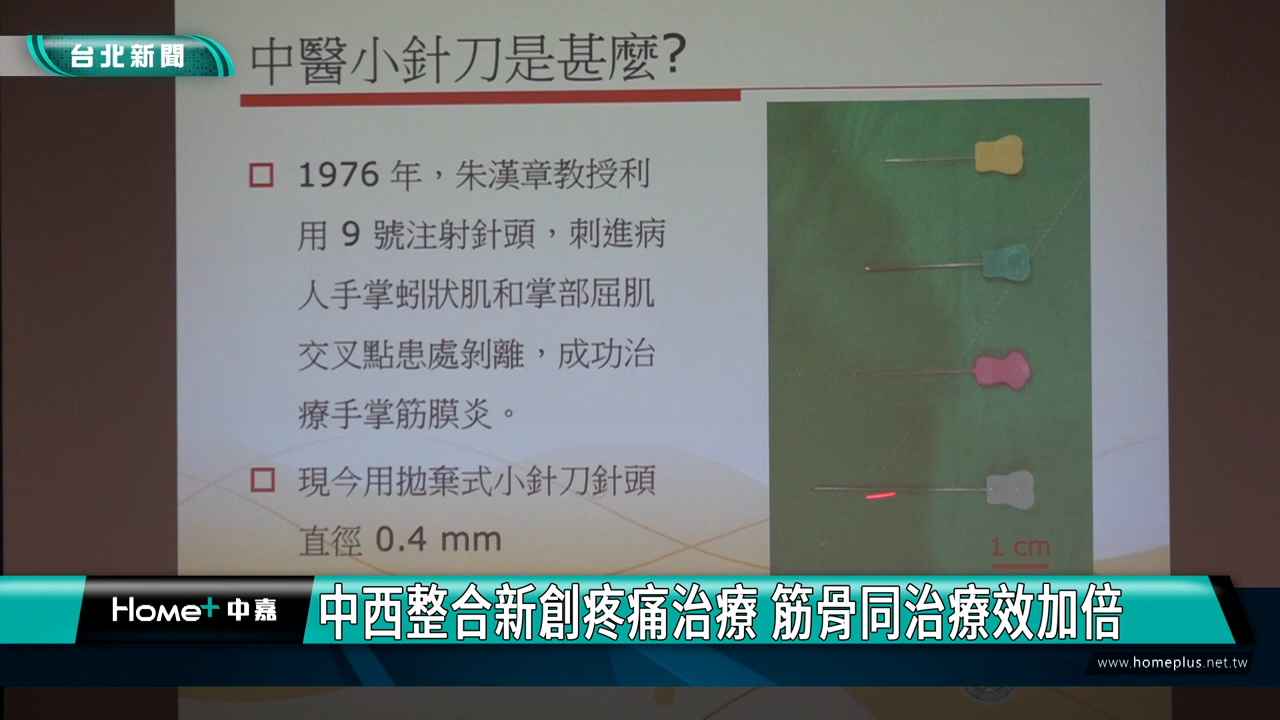 台北新聞
中醫小針刀是甚麼?
1976 年，朱漢章教授利
用 9 號注射針頭，刺進病
人手掌蚓狀肌和掌部屈肌
交叉點患處剝離，成功治
療手掌筋膜炎。
現今用拋棄式小針刀針頭
直徑 0.4 mm
1 cm
Home+ 中嘉
中西整合新創疼痛治療 筋骨同治療效加倍
www.homeplus.net.tw